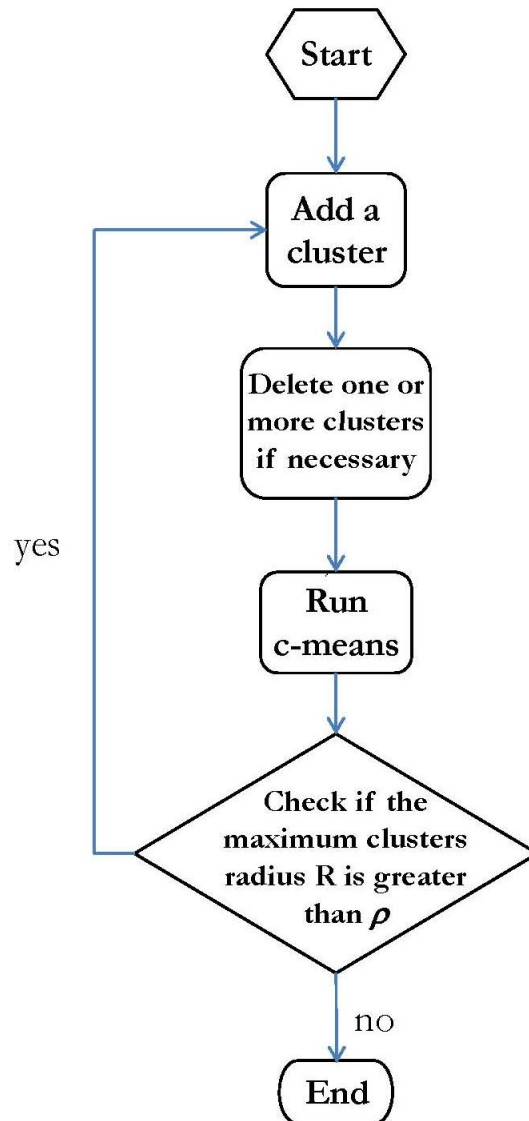 Start
Add a
cluster
Delete one or
more clusters
if necessary
yes
Run
c-means
Check if the
maximum clusters
radius R is greater
than ρ
no
End